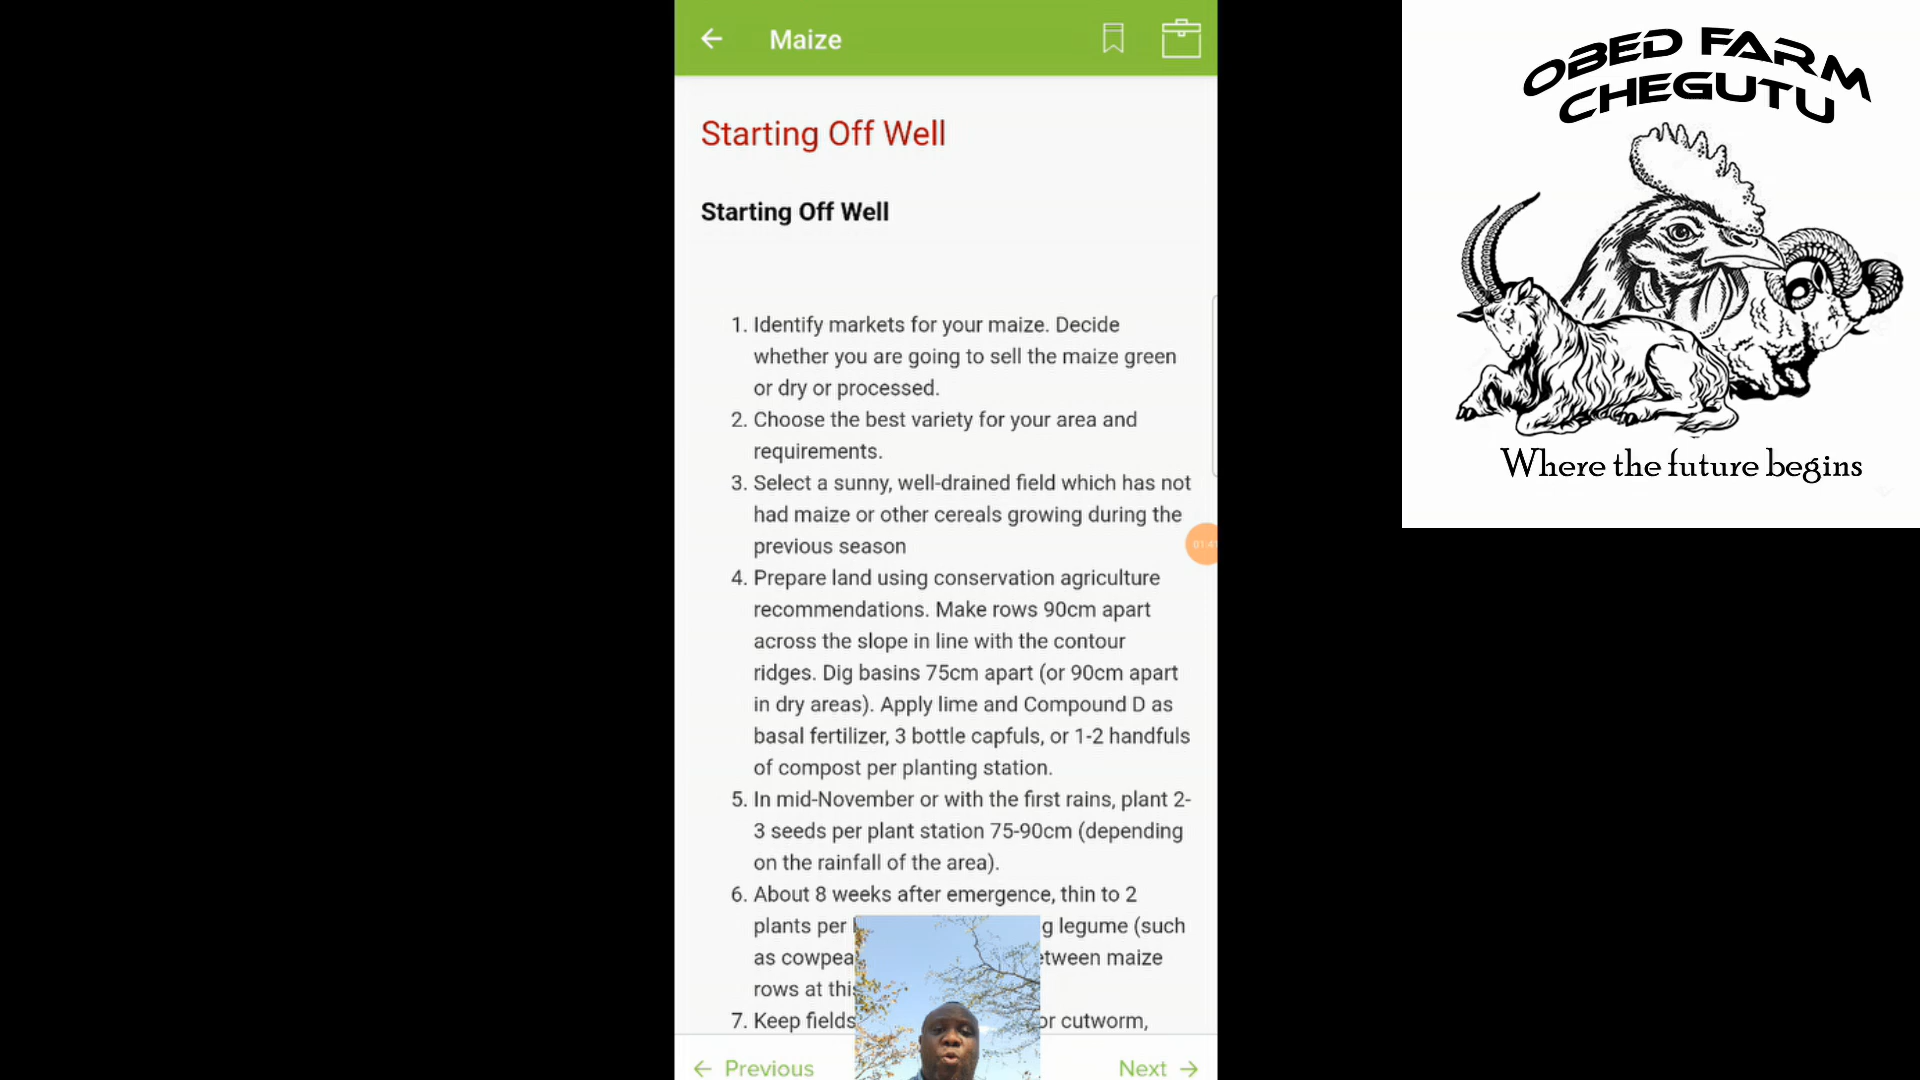 Maize
Starting Off Well
Starting Off Well
1. Identify markets for your maize. Decide
whether you are going to sell the maize green
or dry or processed.
2. Choose the best variety for your area and
requirements.
3. Select a sunny, well-drained field which has not
had maize or other cereals growing during the
previous season
4. Prepare land using conservation agriculture
recommendations. Make rows 90cm apart
across the slope in line with the contour
ridges. Dig basins 75cm apart (or 90cm apart
in dry areas). Apply lime and Compound D as
basal fertilizer, 3 bottle capfuls, or 1-2 handfuls
of compost per planting station.
5. In mid-November or with the first rains, plant 2-
3 seeds per plant station 75-90cm (depending
on the rainfall of the area).
6. About 8 weeks after emergence, thin to 2
plants per legume (such
as cowpea maize
rows at
7. Keep fields cutworm,
← Previous
Next →
OBED FARM
CHEGUTU
Where the future begins